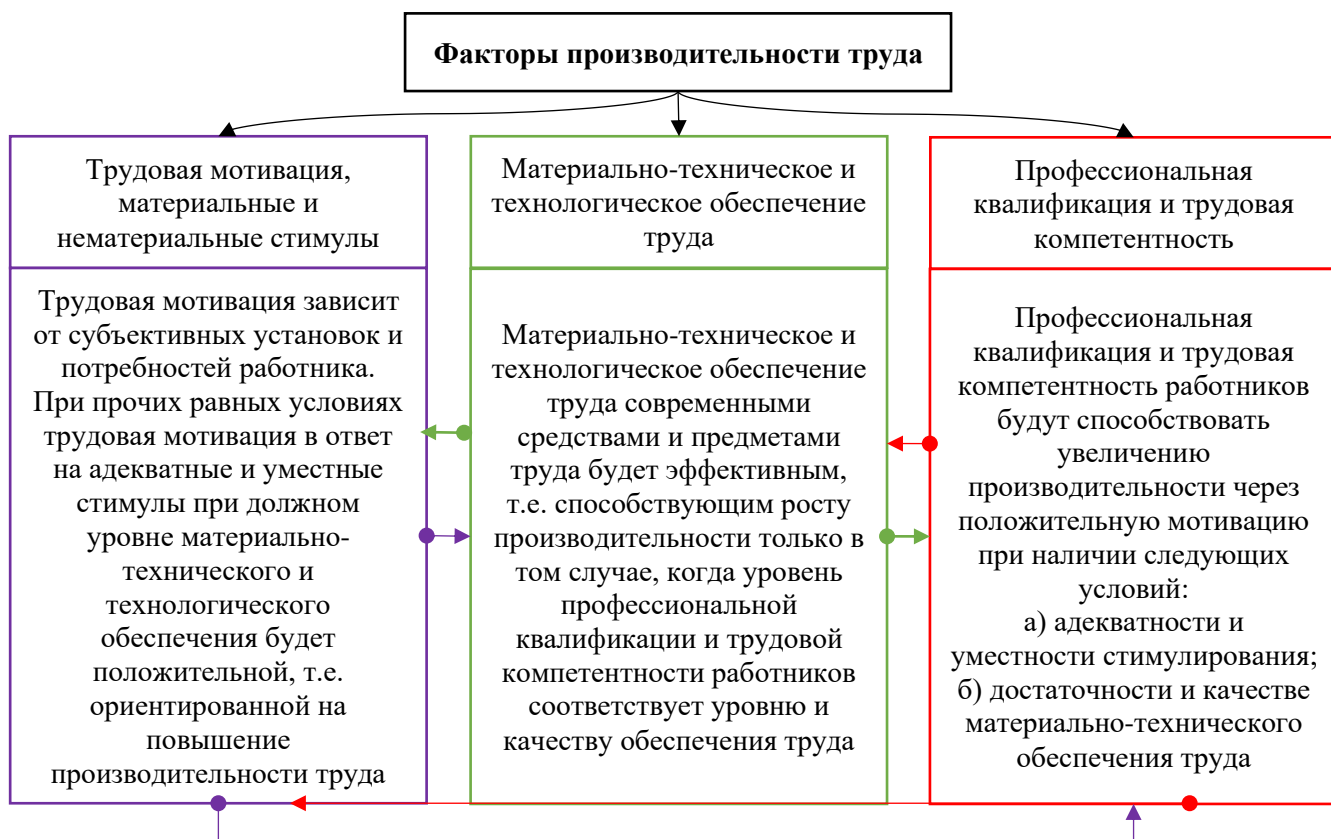 Факторы производительности труда
Трудовая мотивация,
материальные и
нематериальные стимулы
Материально-техническое и
технологическое обеспечение
труда
Профессиональная
квалификация и трудовая
компетентность
Трудовая мотивация зависит
от субъективных установок и
потребностей работника.
При прочих равных условиях
трудовая мотивация в ответ
на адекватные и уместные
стимулы при должном
уровне материально-
технического и
технологического
обеспечения будет
положительной, т.е.
ориентированной на
повышение
производительности труда
Материально-техническое и
технологическое обеспечение
труда современными
средствами и предметами
труда будет эффективным,
т.е. способствующим росту
производительности только в
том случае, когда уровень
профессиональной
квалификации и трудовой
компетентности работников
соответствует уровню и
качеству обеспечения труда
Профессиональная
квалификация и трудовая
компетентность работников
будут способствовать
увеличению
производительности через
положительную мотивацию
при наличии следующих
условий:
а) адекватности и
уместности стимулирования;
б) достаточности и качестве
материально-технического
обеспечения труда